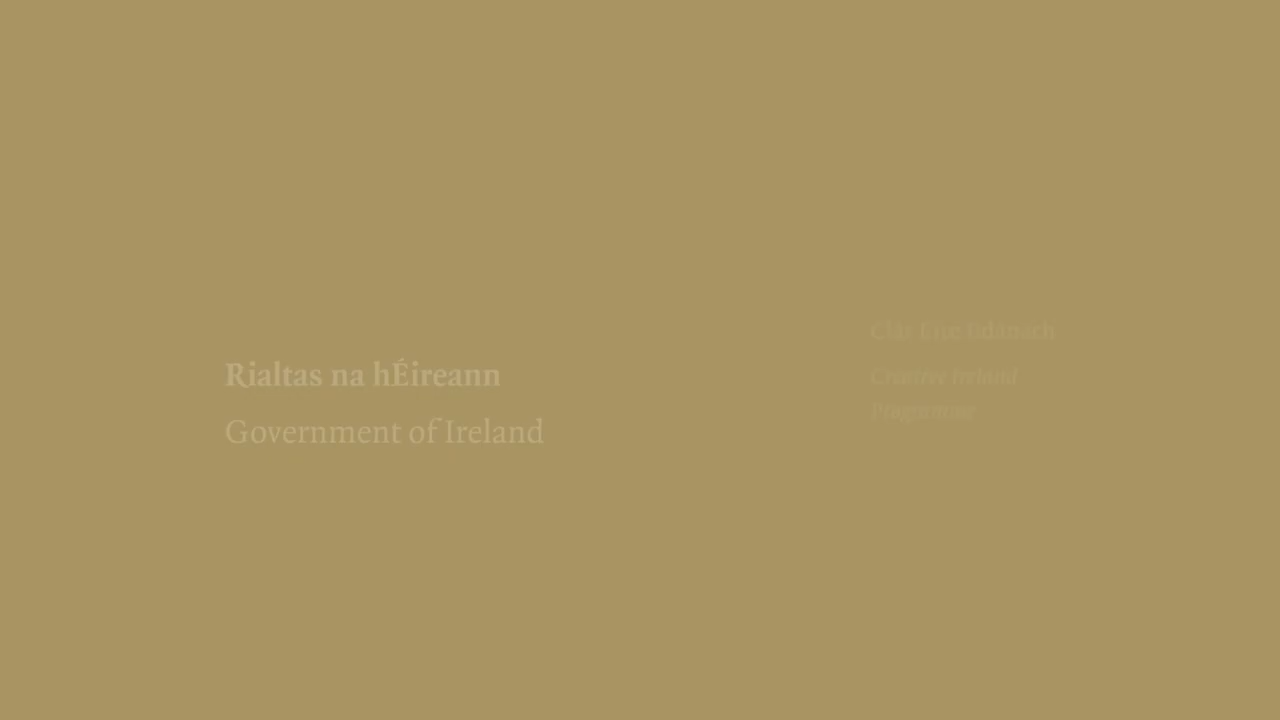 Rialtas na hÉireann
Government of Ireland
Clár Éire Ildánach
Creative Ireland
Programme